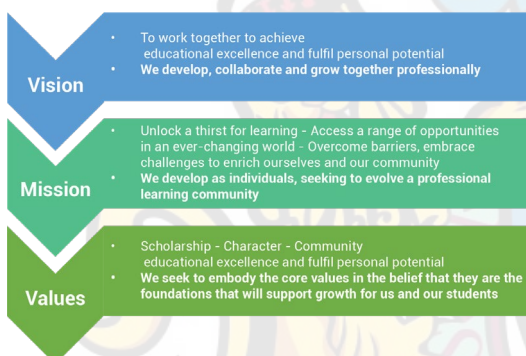 Vision
• To work together to achieve
educational excellence and fulfil personal potential
• We develop, collaborate and grow together professionally
Mission
• Unlock a thirst for learning - Access a range of opportunities
in an ever-changing world - Overcome barriers, embrace
challenges to enrich ourselves and our community
• We develop as individuals, seeking to evolve a professional
learning community
Values
• Scholarship - Character - Community
educational excellence and fulfil personal potential
• We seek to embody the core values in the belief that they are the
foundations that will support growth for us and our students